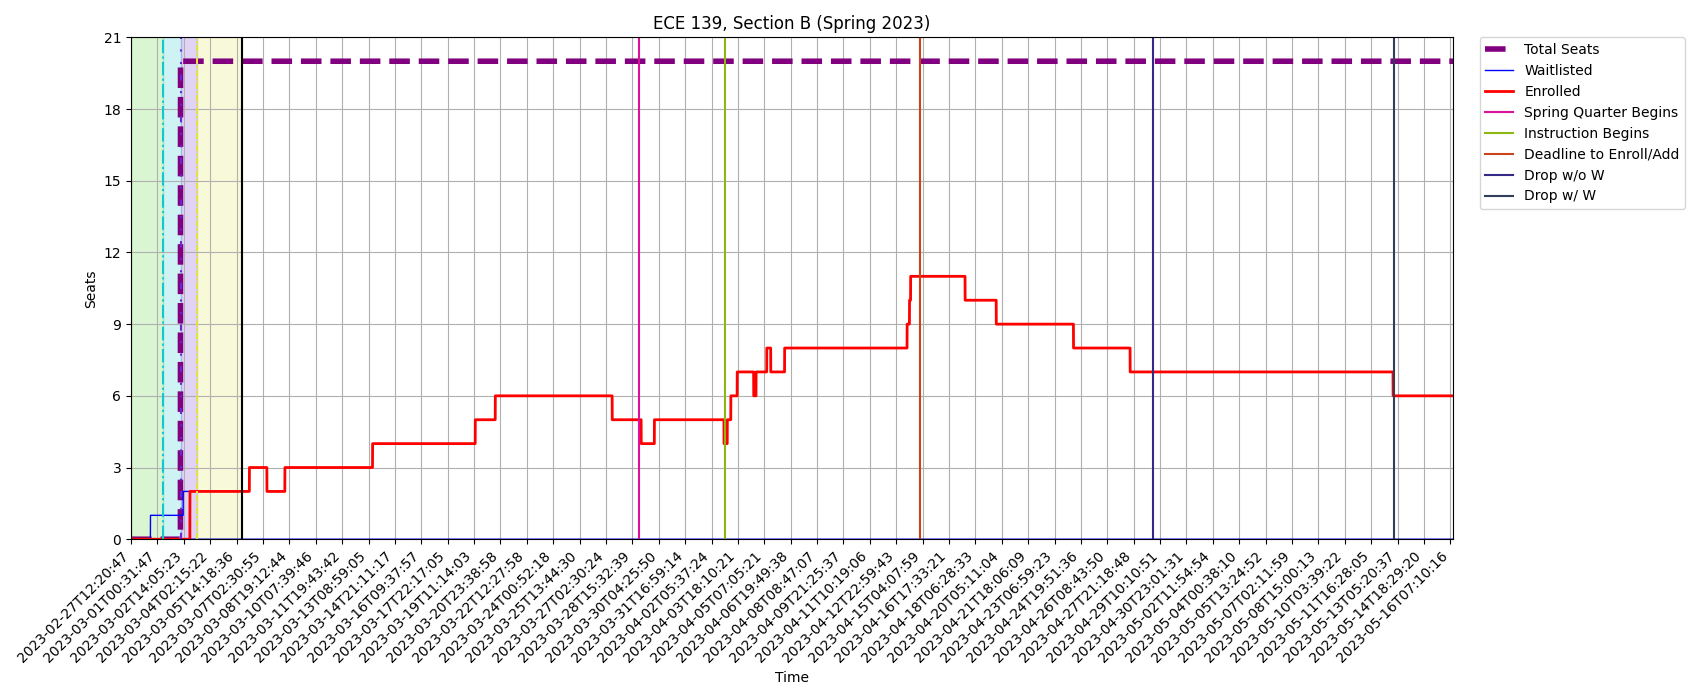 ECE 139, Section B (Spring 2023)
21
18
15
12
9
6
3
0
Seats
Total Seats
Waitlisted
Enrolled
Spring Quarter Begins
Instruction Begins
Deadline to Enroll/Add
Drop w/o W
Drop w/ W
2023-02-27T12:20:47
2023-03-01T00:31:47
2023-03-02T14:05:23
2023-03-04T02:15:22
2023-03-05T14:18:36
2023-03-07T02:30:55
2023-03-08T19:12:44
2023-03-10T07:39:46
2023-03-11T19:43:42
2023-03-13T08:59:05
2023-03-14T21:11:17
2023-03-16T09:37:57
2023-03-17T22:17:05
2023-03-19T11:14:03
2023-03-20T23:38:58
2023-03-22T12:27:58
2023-03-24T00:52:18
2023-03-25T13:44:30
2023-03-27T02:30:24
2023-03-28T15:32:39
2023-03-30T04:25:50
2023-03-31T16:59:14
2023-04-02T05:37:24
2023-04-03T18:10:21
2023-04-05T07:05:21
2023-04-06T19:49:38
2023-04-08T08:47:07
2023-04-09T21:25:37
2023-04-11T10:19:06
2023-04-12T22:59:43
2023-04-15T04:07:59
2023-04-16T17:33:21
2023-04-18T06:28:33
2023-04-20T05:11:04
2023-04-21T18:06:09
2023-04-23T06:59:23
2023-04-24T19:51:36
2023-04-26T08:43:50
2023-04-27T21:18:48
2023-04-29T10:10:51
2023-04-30T23:01:31
2023-05-02T11:54:54
2023-05-04T00:38:10
2023-05-05T13:24:52
2023-05-07T02:11:59
2023-05-08T15:00:13
2023-05-10T03:39:22
2023-05-11T16:28:05
2023-05-13T05:20:37
2023-05-14T18:29:20
2023-05-16T07:10:16
Time